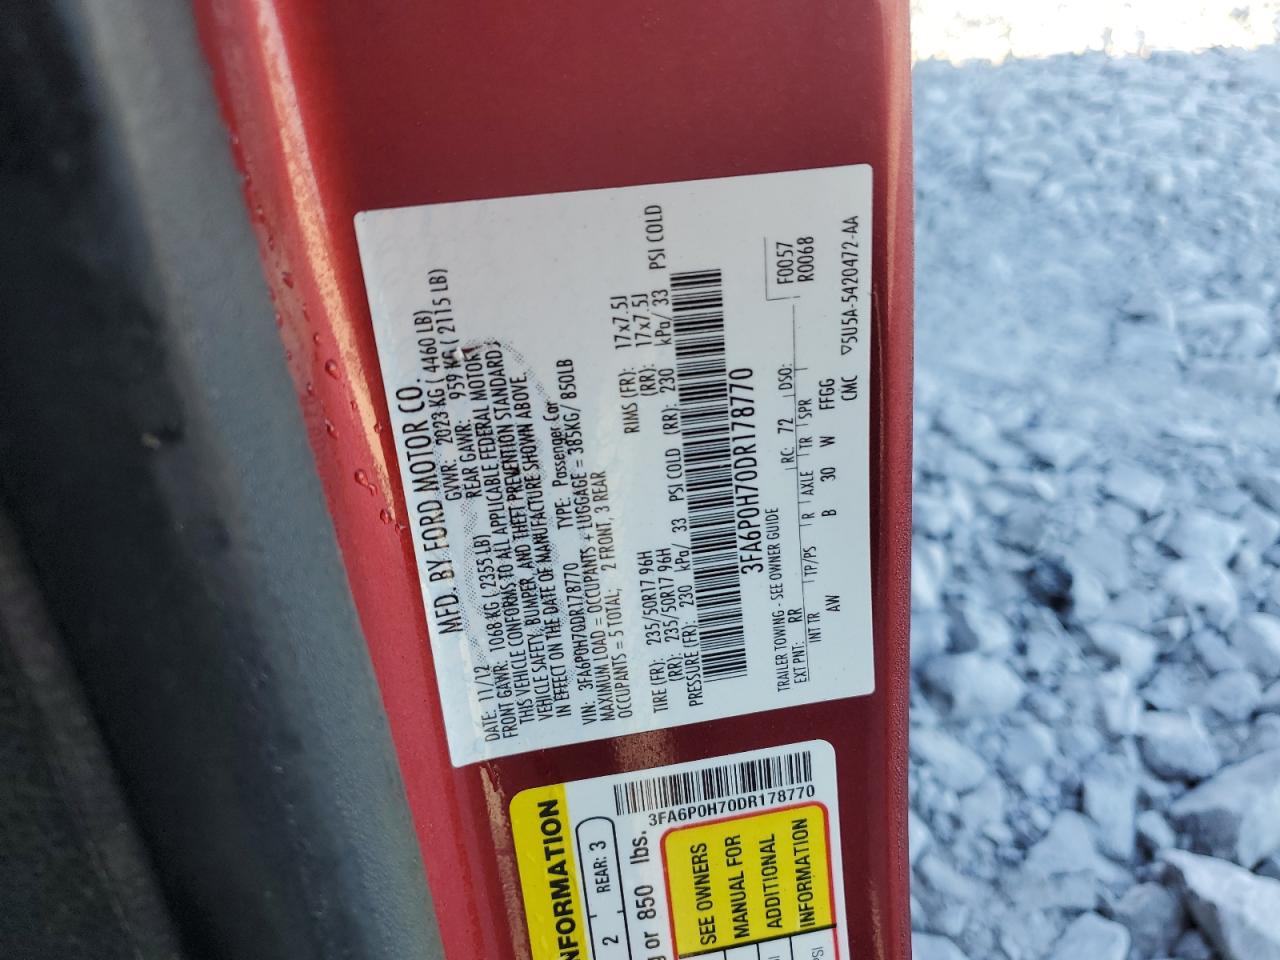 MFD. BY FORD MOTOR CO.
DATE: 11/12 GVWR: 2023 KG ( 4460 LB)
FRONT GAWR: 1068 KG ( 2355 LB) REAR GAWR: 959 KG ( 2115 LB)
THIS VEHICLE CONFORMS TO ALL APPLICABLE FEDERAL MOTOR
VEHICLE SAFETY, BUMPER, AND THEFT PREVENTION STANDARDS
IN EFFECT ON THE DATE OF MANUFACTURE SHOWN ABOVE.
VIN: 3FA6P0H70DR178770 TYPE: Passenger Car
MAXIMUM LOAD = OCCUPANTS + LUGGAGE = 385KG/ 850LB
OCCUPANTS = 5 TOTAL; 2 FRONT, 3 REAR
TIRE (FR): 235/50R17 96H RIMS (FR): 17x7.5J
(RR): 235/50R17 96H (RR): 17x7.5J
PRESSURE (FR): 230 kPa/ 33 PSI COLD (RR): 230 kPa/ 33 PSI COLD
3FA6P0H70DR178770
TRAILER TOWING - SEE OWNER GUIDE
EXT PNT: RR RC: 72 DSO: F0057
R0068
INT TR TP/PS R AXLE TR SPR
AW B 30 W FFGG
CMC ▽5U5A-5420472-AA
NFORMATION
2 REAR: 3
g or 850 lbs.
3FA6P0H70DR178770
SEE OWNERS
MANUAL FOR
ADDITIONAL
INFORMATION